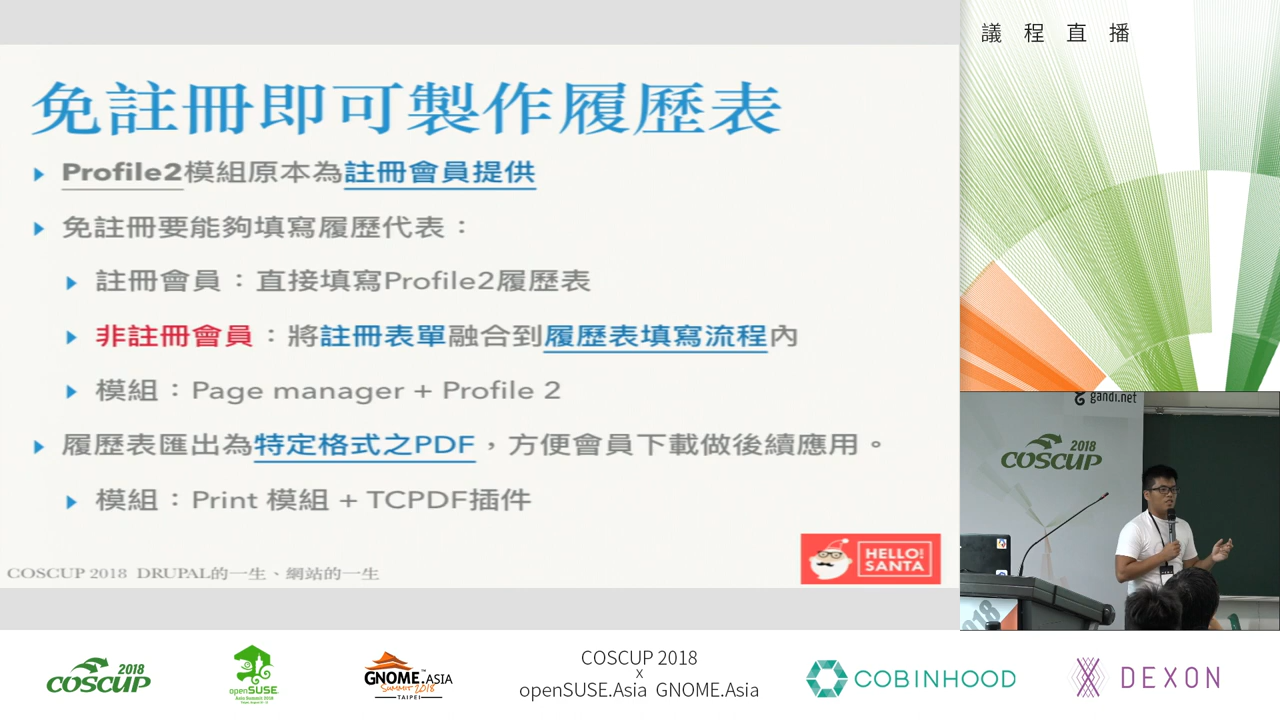 議程直播
免註冊即可製作履歷表
Profile2模組原本為註冊會員提供
免註冊要能夠填寫履歷代表：
註冊會員：直接填寫Profile2履歷表
非註冊會員：將註冊表單融合到履歷表填寫流程內
模組：Page manager + Profile 2
履歷表匯出為特定格式之PDF，方便會員下載做後續應用。
模組：Print 模組 + TCPDF插件
HELLO
SANTA
COSCUP 2018 DRUPAL的一生、網站的一生
gandi.net
2018
COSCUP
2018
2018
COSCUP
openSUSE
GNOME.ASIA
SUMMIT 2018
TAIPEI
COSCUP 2018
x
openSUSE.Asia GNOME.Asia
COBINHOOD
DEXON